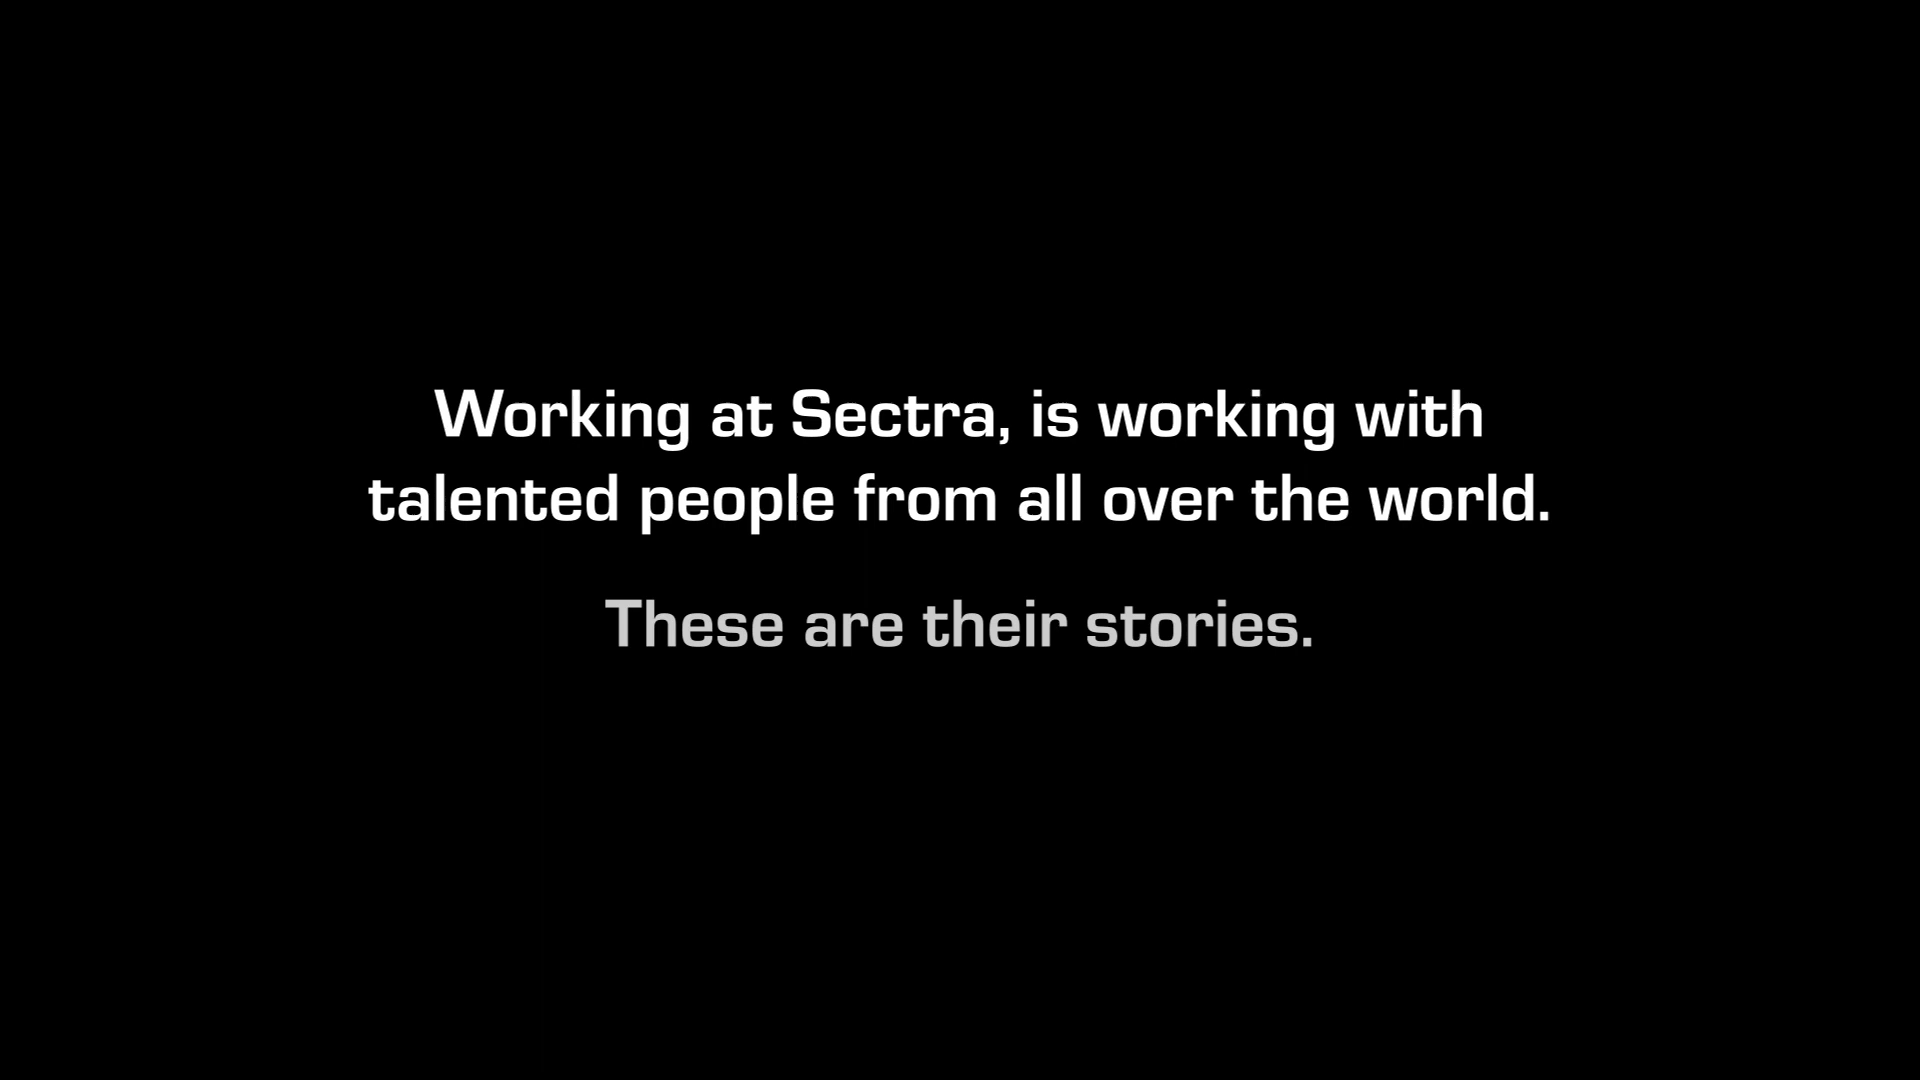 Working at Sectra, is working with
talented people from all over the world.
These are their stories.